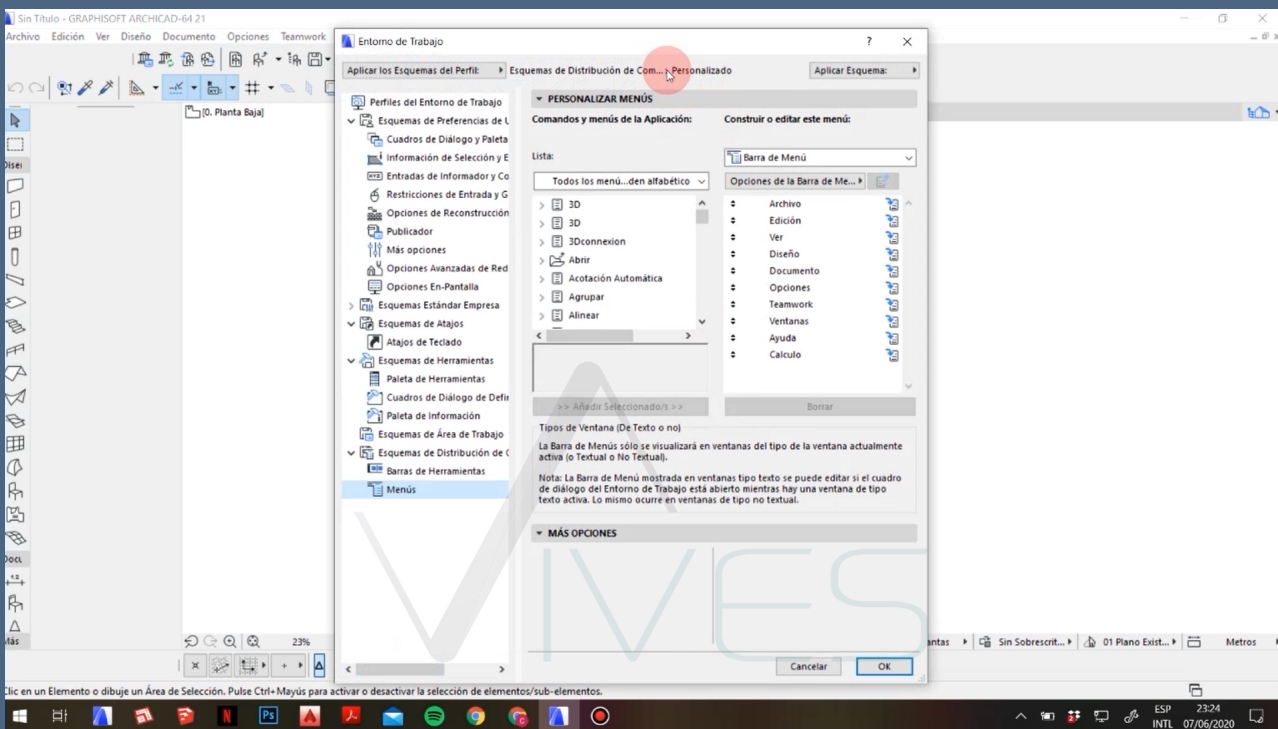 Sin Título - GRAPHISOFT ARCHICAD-64 21
Archivo Edición Ver Diseño Documento Opciones Teamwork
Entorno de Trabajo
Aplicar los Esquemas del Perfil:
Esquemas de Distribución de Com... Personalizado
Aplicar Esquema:
[0. Planta Baja]
Perfiles del Entorno de Trabajo
Esquemas de Preferencias de U
Cuadros de Diálogo y Paleta
Información de Selección y E
XYZ
Entradas de Informador y Co
Restricciones de Entrada y G
Opciones de Reconstrucción
Publicador
Más opciones
Opciones Avanzadas de Red
Opciones En-Pantalla
Esquemas Estándar Empresa
Esquemas de Atajos
Atajos de Teclado
Esquemas de Herramientas
Paleta de Herramientas
Cuadros de Diálogo de Defin
Paleta de Información
Esquemas de Área de Trabajo
Esquemas de Distribución de C
Barras de Herramientas
Menús
PERSONALIZAR MENÚS
Comandos y menús de la Aplicación:
Lista:
Todos los menú...den alfabético
3D
3D
3Dconnexion
Abrir
Acotación Automática
Agrupar
Alinear
>> Añadir Seleccionado/s >>
Construir o editar este menú:
Barra de Menú
Opciones de la Barra de Me...
Archivo
Edición
Ver
Diseño
Documento
Opciones
Teamwork
Ventanas
Ayuda
Calculo
Borrar
Tipos de Ventana (De Texto o no)
La Barra de Menús sólo se visualizará en ventanas del tipo de la ventana actualmente
activa (o Textual o No Textual).
Nota: La Barra de Menú mostrada en ventanas tipo texto se puede editar si el cuadro
de diálogo del Entorno de Trabajo está abierto mientras hay una ventana de tipo
texto activa. Lo mismo ocurre en ventanas de tipo no textual.
MÁS OPCIONES
VIVES
Cancelar
OK
Disei
Docu
1.2
Más
23%
antas
Sin Sobrescrit...
01 Plano Exist...
Metros
Clic en un Elemento o dibuje un Área de Selección. Pulse Ctrl+Mayús para activar o desactivar la selección de elementos/sub-elementos.
N
Ps
ESP
INTL
23:24
07/06/2020